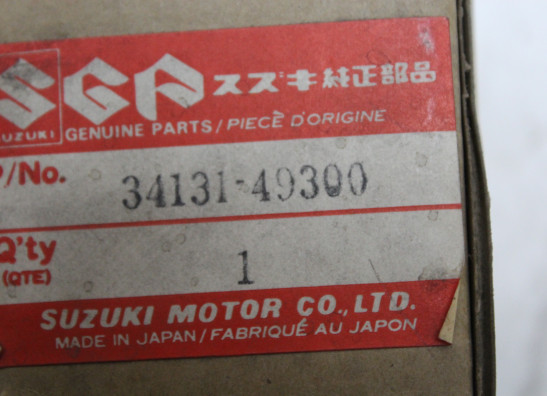 SGP スズキ純正部品
SUZUKI GENUINE PARTS/PIECE D'ORIGINE
P/No. 34131-49300
Q'ty 1
(QTE)
SUZUKI MOTOR CO., LTD.
MADE IN JAPAN/FABRIQUÉ AU JAPON